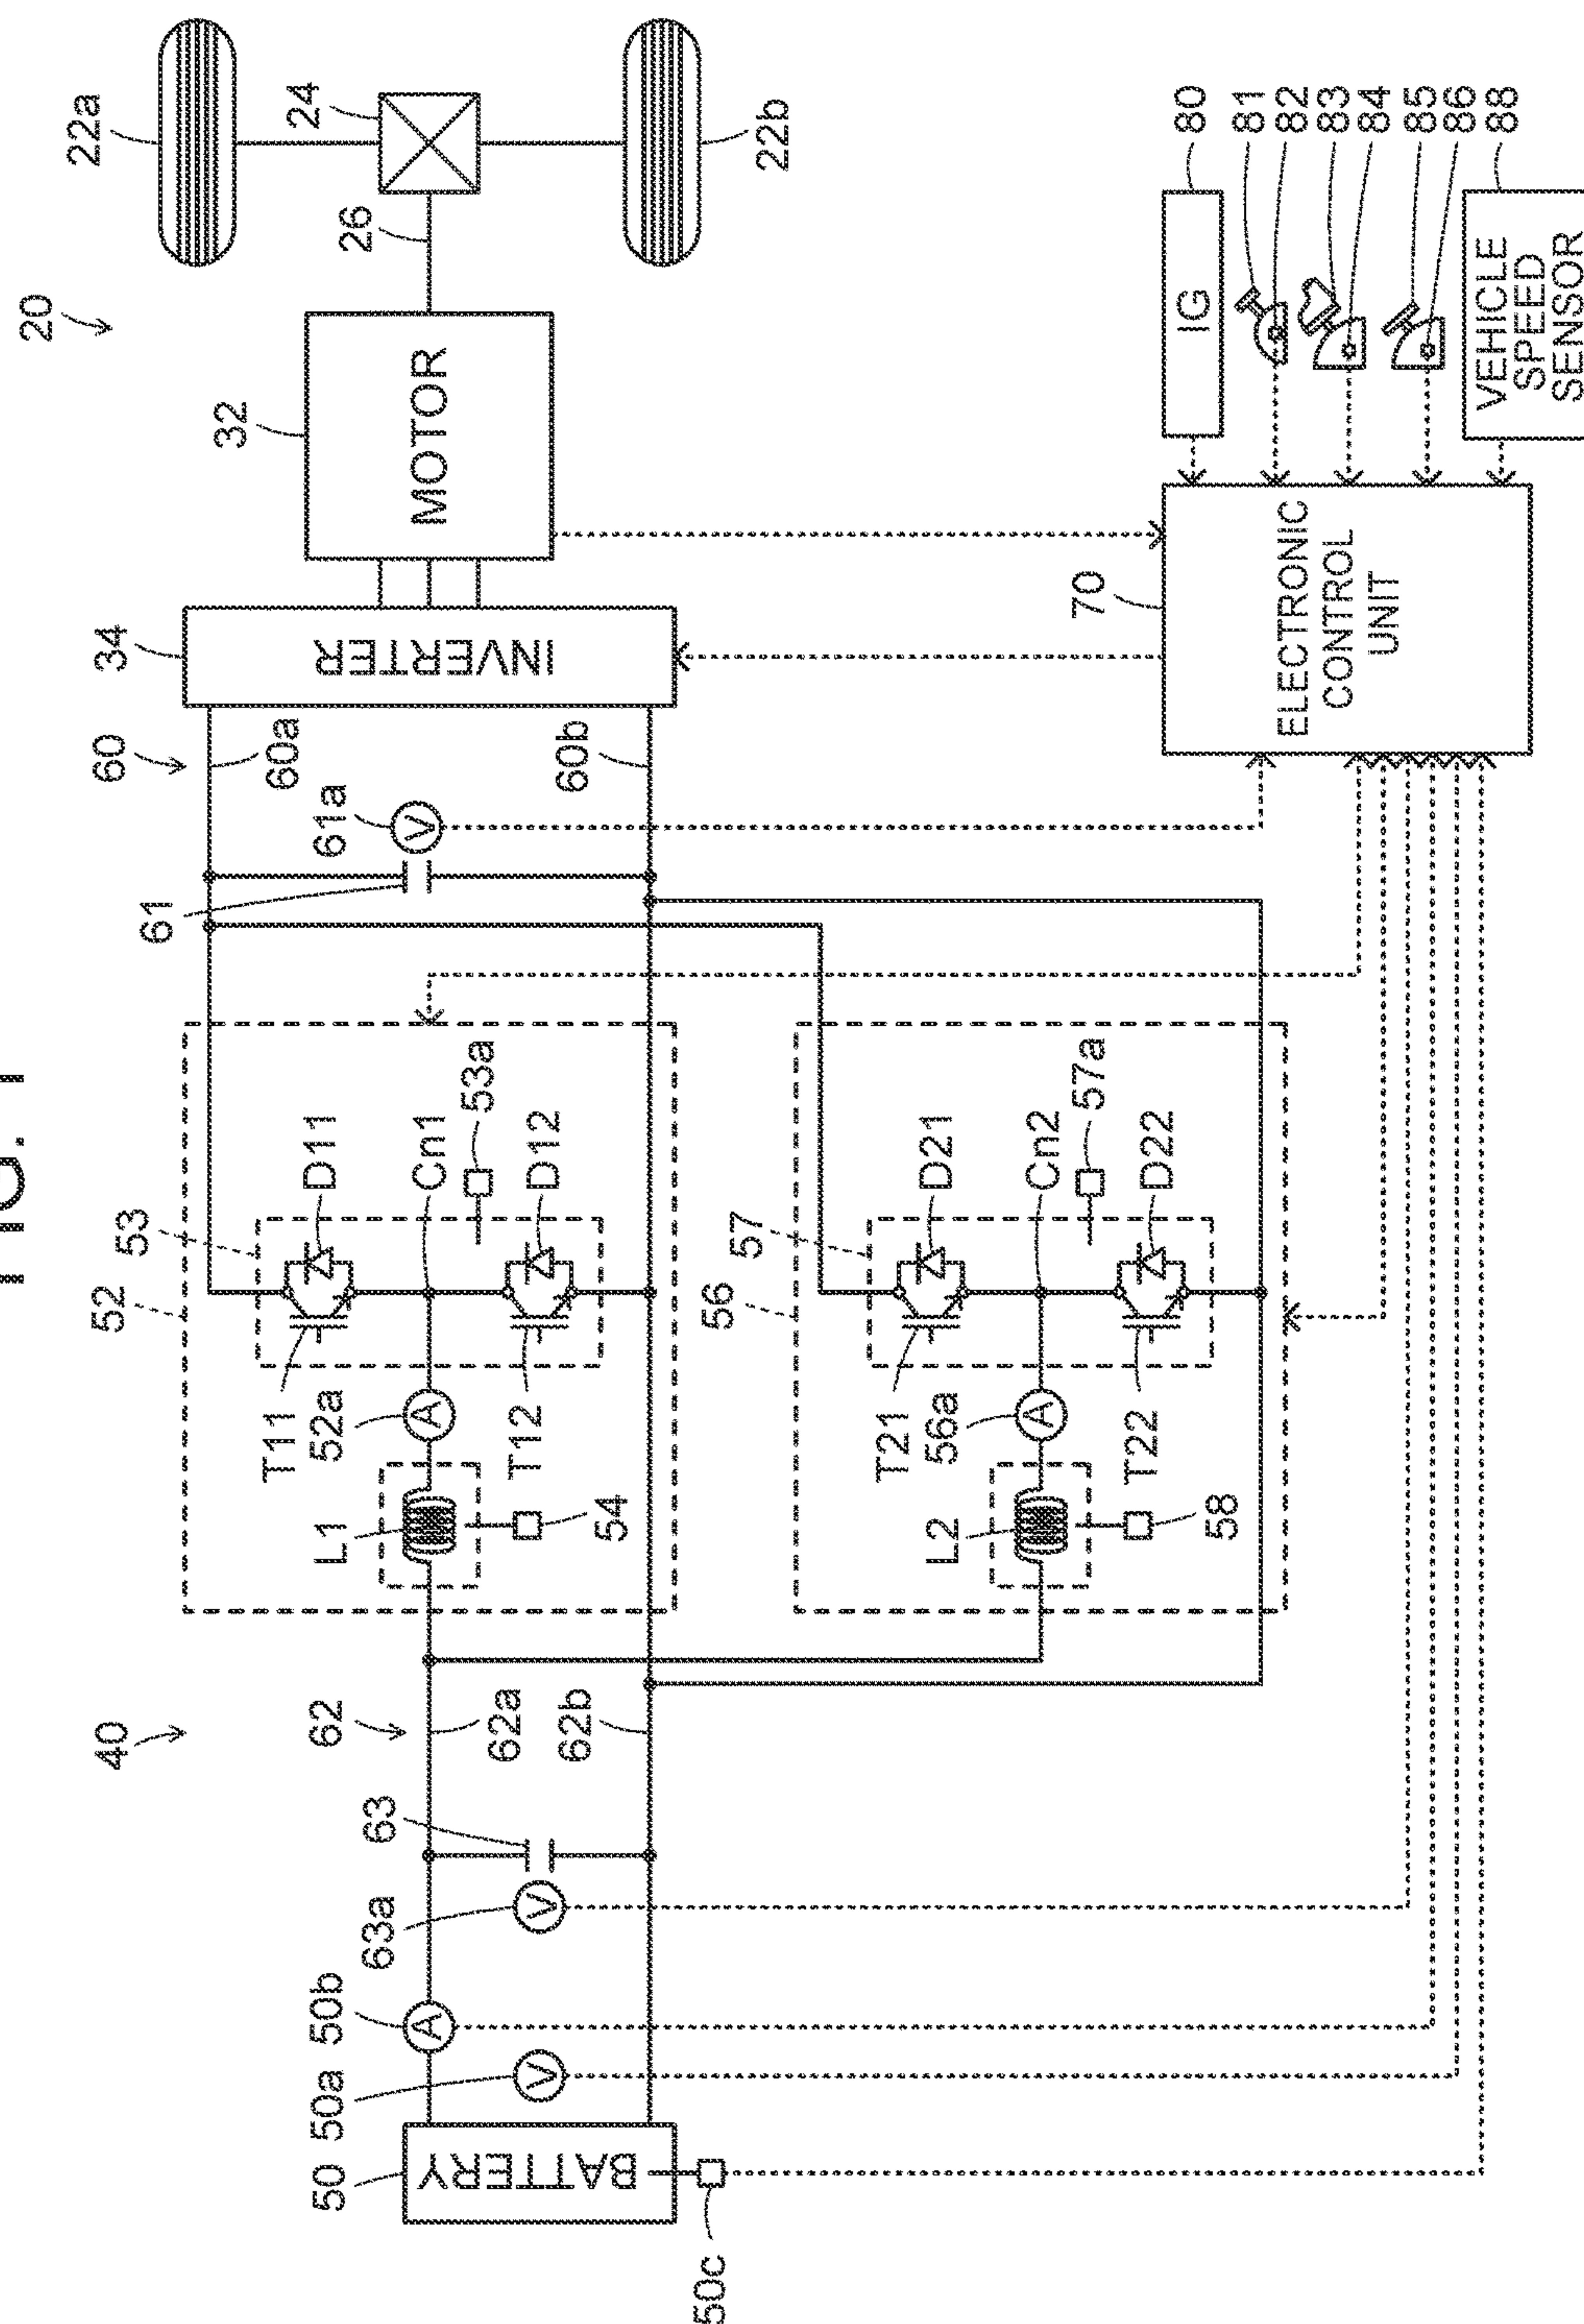 FIG. 1
20
22a
24
26
22b
32
MOTOR
34
INVERTER
60
60a
60b
61a
V
61
40
52
53
D11
Cn1
53a
D12
T11
52a
A
T12
L1
54
56
57
D21
Cn2
57a
D22
T21
56a
A
T22
L2
58
62
62a
62b
63
63a
V
50b
A
50a
V
50
BATTERY
50c
70
ELECTRONIC
CONTROL
UNIT
IG
80
81
82
83
84
85
86
88
VEHICLE
SPEED
SENSOR